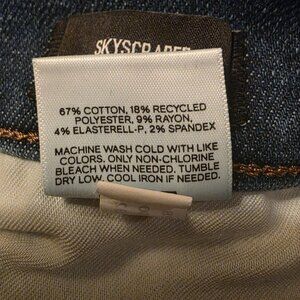 SKYSCRAPER
67% COTTON, 18% RECYCLED
POLYESTER, 9% RAYON,
4% ELASTERELL-P, 2% SPANDEX
MACHINE WASH COLD WITH LIKE
COLORS. ONLY NON-CHLORINE
BLEACH WHEN NEEDED. TUMBLE
DRY LOW. COOL IRON IF NEEDED.